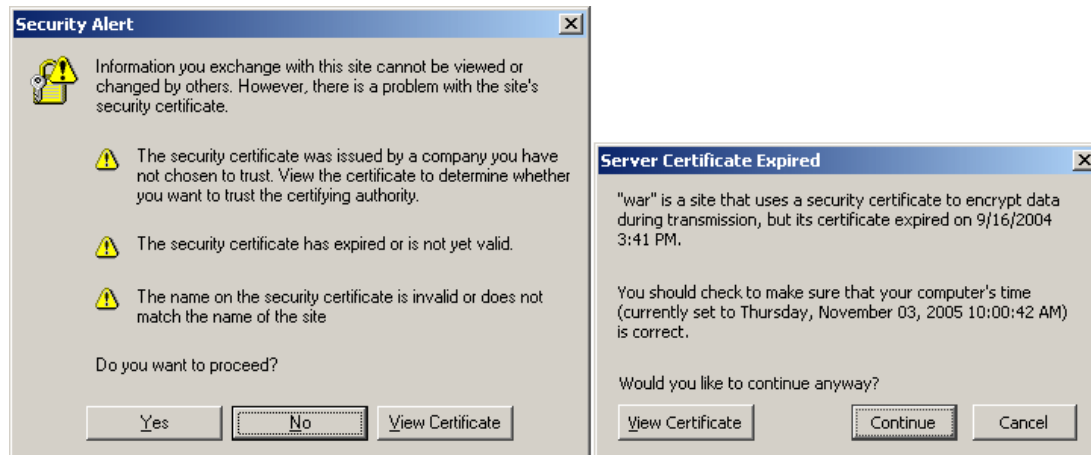 Security Alert
Information you exchange with this site cannot be viewed or
changed by others. However, there is a problem with the site's
security certificate.
The security certificate was issued by a company you have
not chosen to trust. View the certificate to determine whether
you want to trust the certifying authority.
The security certificate has expired or is not yet valid.
The name on the security certificate is invalid or does not
match the name of the site
Do you want to proceed?
Yes No View Certificate
Server Certificate Expired
"war" is a site that uses a security certificate to encrypt data
during transmission, but its certificate expired on 9/16/2004
3:41 PM.
You should check to make sure that your computer's time
(currently set to Thursday, November 03, 2005 10:00:42 AM)
is correct.
Would you like to continue anyway?
View Certificate Continue Cancel